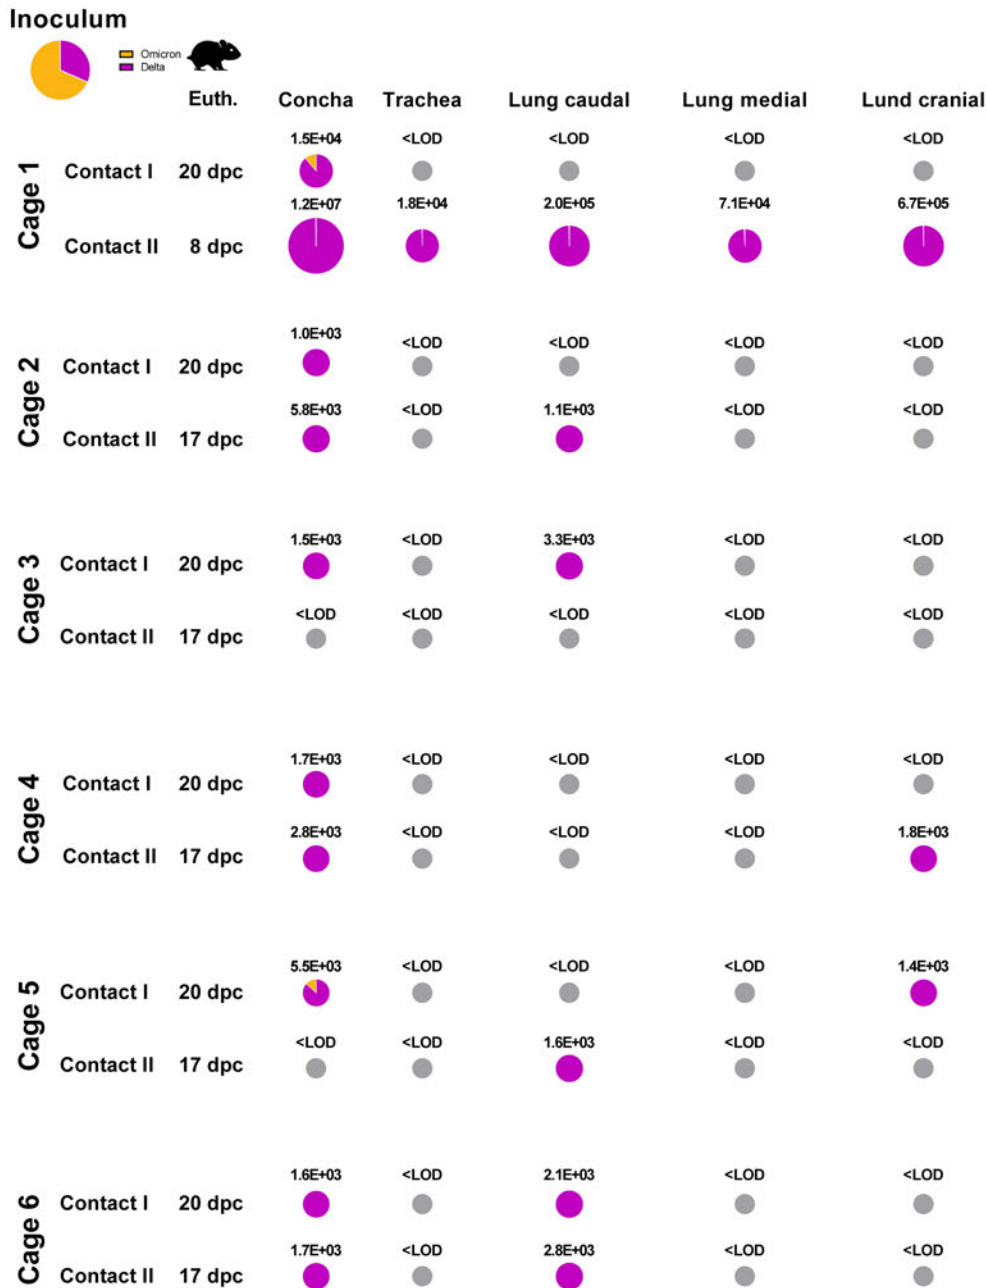 Inoculum
Omicron
Delta
Euth. Concha Trachea Lung caudal Lung medial Lund cranial
Cage 1
1.5E+04 <LOD <LOD <LOD <LOD
Contact I 20 dpc
1.2E+07 1.8E+04 2.0E+05 7.1E+04 6.7E+05
Contact II 8 dpc
Cage 2
1.0E+03 <LOD <LOD <LOD <LOD
Contact I 20 dpc
5.8E+03 <LOD 1.1E+03 <LOD <LOD
Contact II 17 dpc
Cage 3
1.5E+03 <LOD 3.3E+03 <LOD <LOD
Contact I 20 dpc
<LOD <LOD <LOD <LOD <LOD
Contact II 17 dpc
Cage 4
1.7E+03 <LOD <LOD <LOD <LOD
Contact I 20 dpc
2.8E+03 <LOD <LOD <LOD 1.8E+03
Contact II 17 dpc
Cage 5
5.5E+03 <LOD <LOD <LOD 1.4E+03
Contact I 20 dpc
<LOD <LOD 1.6E+03 <LOD <LOD
Contact II 17 dpc
Cage 6
1.6E+03 <LOD 2.1E+03 <LOD <LOD
Contact I 20 dpc
1.7E+03 <LOD 2.8E+03 <LOD <LOD
Contact II 17 dpc